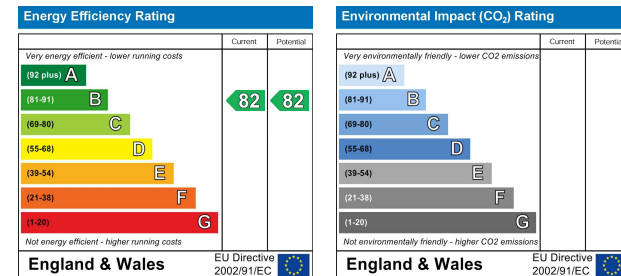 Energy Efficiency Rating
Current Potential
Very energy efficient - lower running costs
(92 plus) A
(81-91) B 82 82
(69-80) C
(55-68) D
(39-54) E
(21-38) F
(1-20) G
Not energy efficient - higher running costs
England & Wales
EU Directive
2002/91/EC
Environmental Impact (CO₂) Rating
Current Potential
Very environmentally friendly - lower CO2 emissions
(92 plus) A
(81-91) B
(69-80) C
(55-68) D
(39-54) E
(21-38) F
(1-20) G
Not environmentally friendly - higher CO2 emissions
England & Wales
EU Directive
2002/91/EC